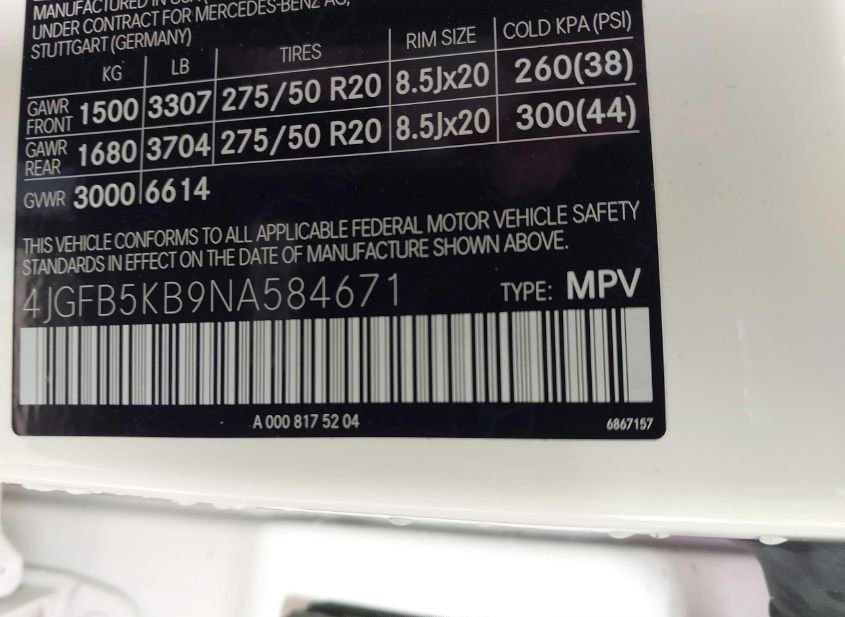 MANUFACTURED IN
UNDER CONTRACT FOR MERCEDES-BENZ AG,
STUTTGART (GERMANY)
KG LB TIRES RIM SIZE COLD KPA (PSI)
GAWR FRONT 1500 3307 275/50 R20 8.5Jx20 260(38)
GAWR REAR 1680 3704 275/50 R20 8.5Jx20 300(44)
GVWR 3000 6614
THIS VEHICLE CONFORMS TO ALL APPLICABLE FEDERAL MOTOR VEHICLE SAFETY
STANDARDS IN EFFECT ON THE DATE OF MANUFACTURE SHOWN ABOVE.
4JGFB5KB9NA584671 TYPE: MPV
A 000 817 52 04 6867157